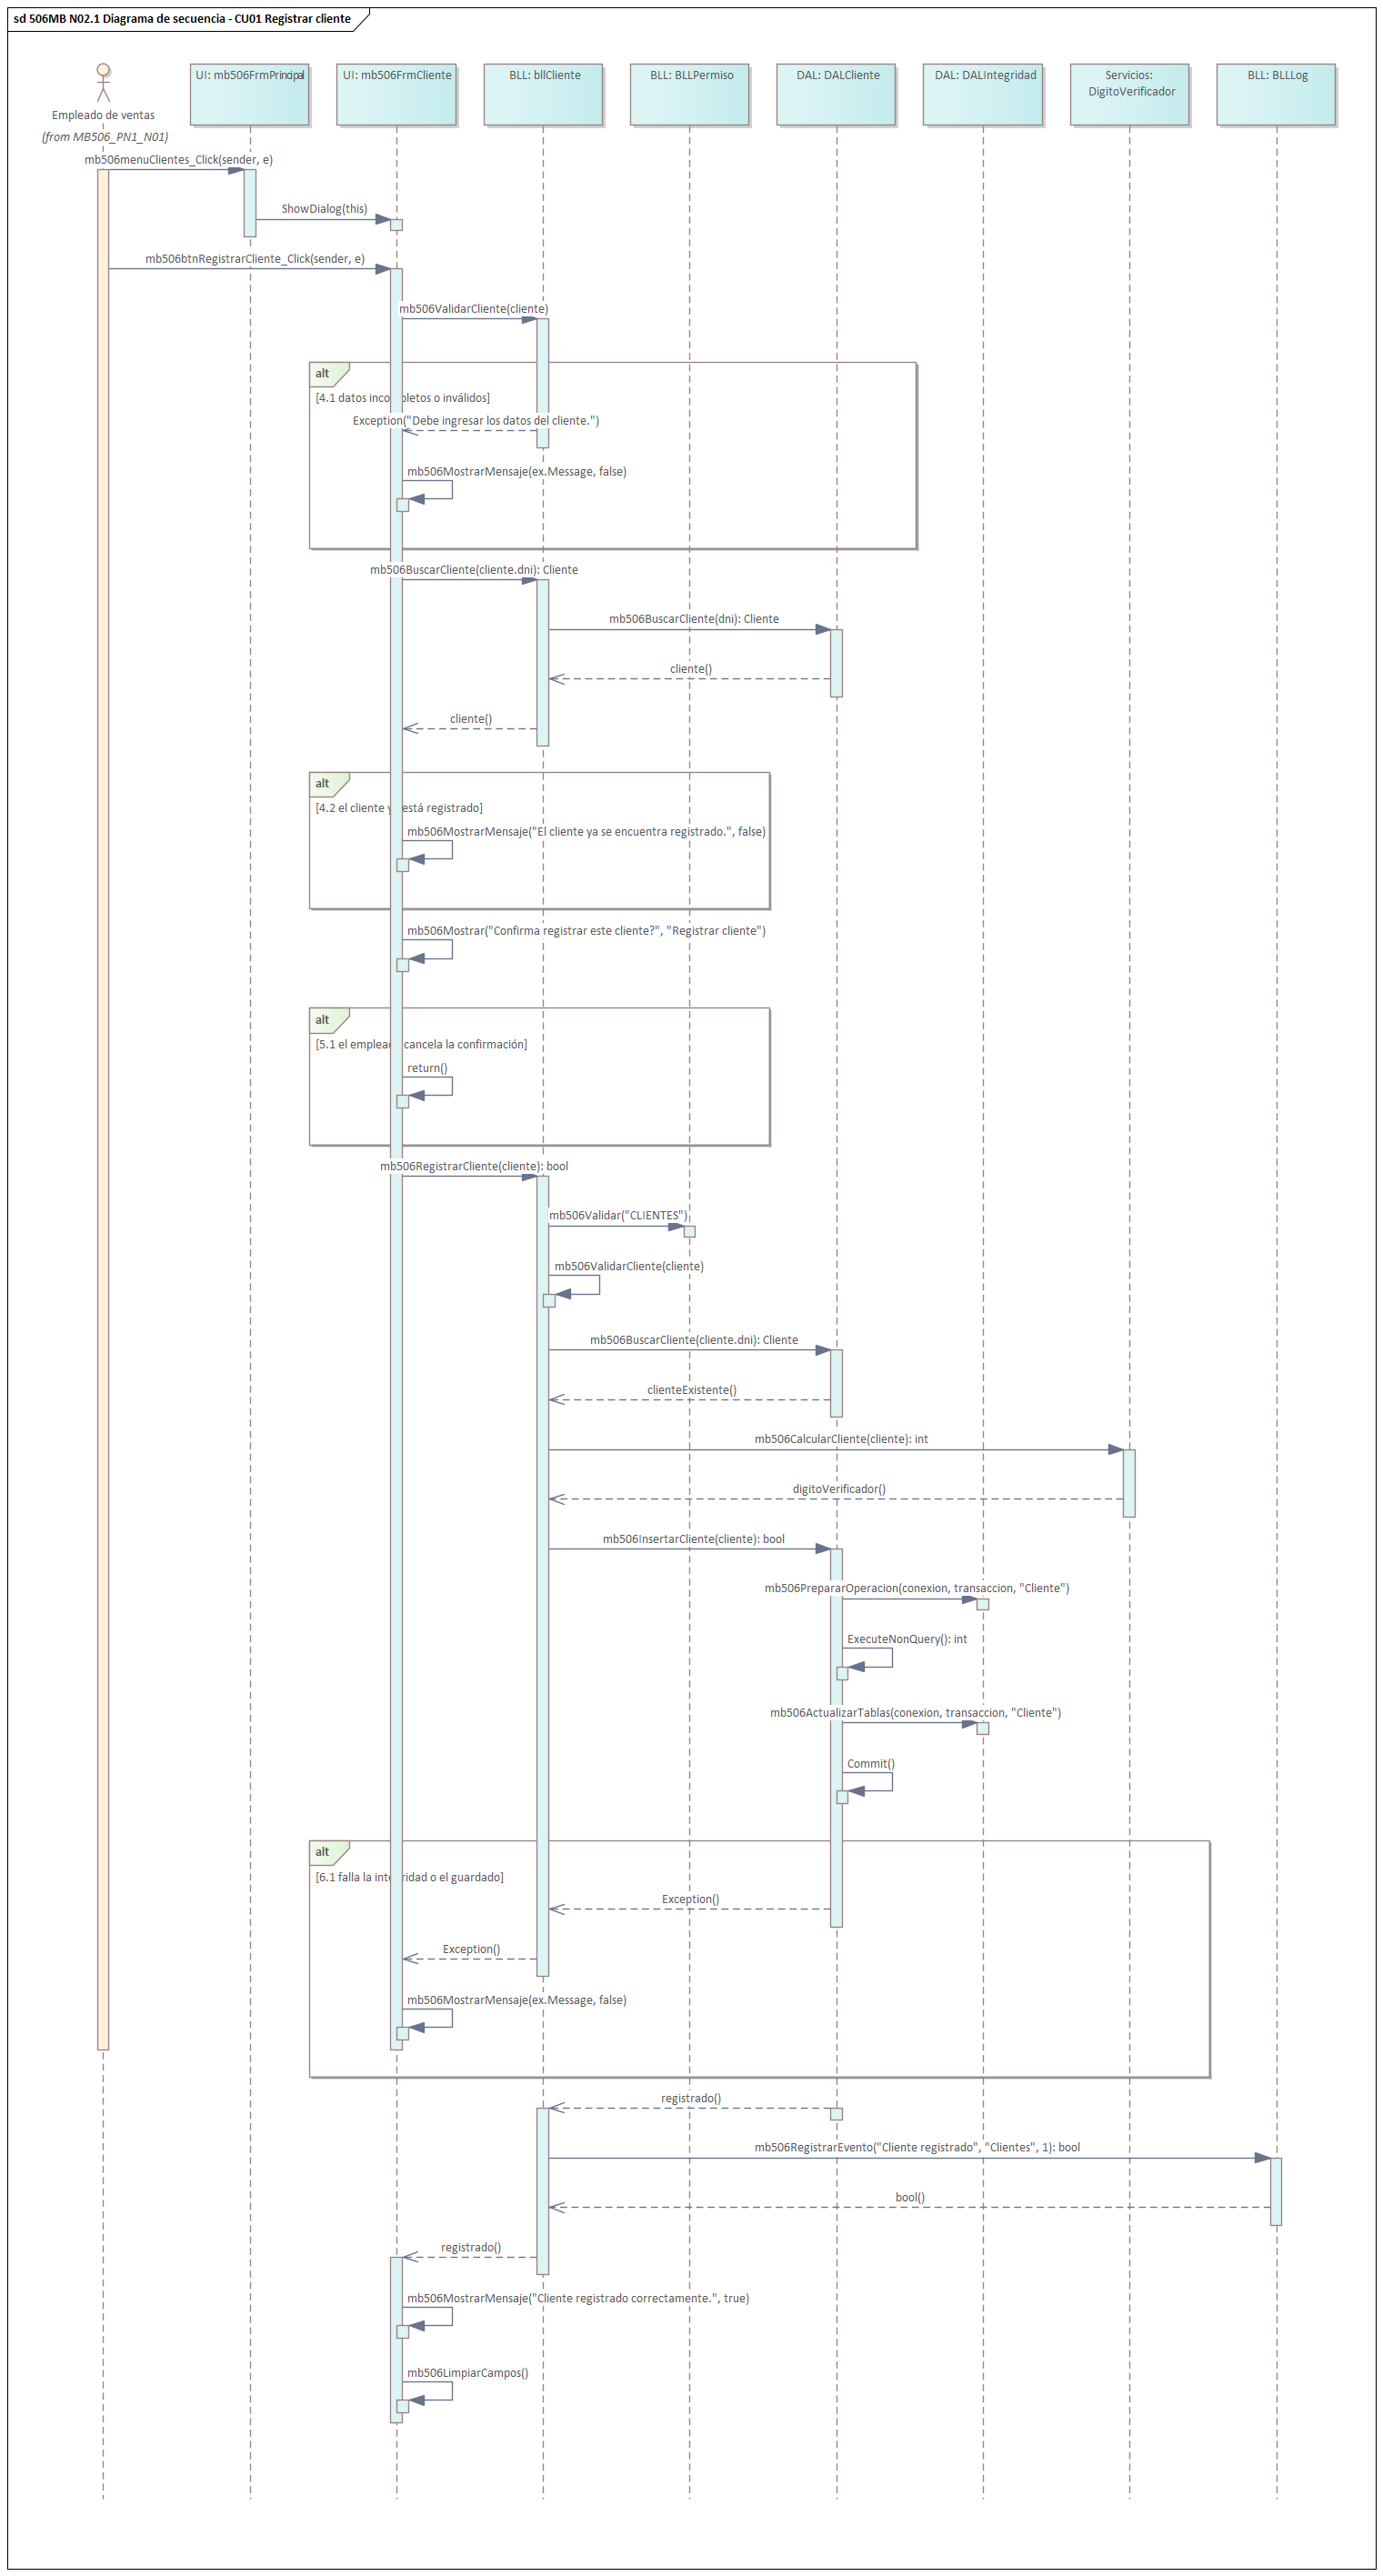 sd 506MB N02.1 Diagrama de secuencia - CU01 Registrar cliente
UI: mb506FrmPrincipal
UI: mb506FrmCliente
BLL: bllCliente
BLL: BLLPermiso
DAL: DALCliente
DAL: DALIntegridad
Servicios:
DigitoVerificador
BLL: BLLLog
Empleado de ventas
(from MB506_PN1_N01)
mb506menuClientes_Click(sender, e)
ShowDialog(this)
mb506btnRegistrarCliente_Click(sender, e)
mb506ValidarCliente(cliente)
alt
[4.1 datos incompletos o inválidos]
Exception("Debe ingresar los datos del cliente.")
mb506MostrarMensaje(ex.Message, false)
mb506BuscarCliente(cliente.dni): Cliente
mb506BuscarCliente(dni): Cliente
cliente()
cliente()
alt
[4.2 el cliente ya está registrado]
mb506MostrarMensaje("El cliente ya se encuentra registrado.", false)
mb506Mostrar("Confirma registrar este cliente?", "Registrar cliente")
alt
[5.1 el empleado cancela la confirmación]
return()
mb506RegistrarCliente(cliente): bool
mb506Validar("CLIENTES")
mb506ValidarCliente(cliente)
mb506BuscarCliente(cliente.dni): Cliente
clienteExistente()
mb506CalcularCliente(cliente): int
digitoVerificador()
mb506InsertarCliente(cliente): bool
mb506PrepararOperacion(conexion, transaccion, "Cliente")
ExecuteNonQuery(): int
mb506ActualizarTablas(conexion, transaccion, "Cliente")
Commit()
alt
[6.1 falla la integridad o el guardado]
Exception()
Exception()
mb506MostrarMensaje(ex.Message, false)
registrado()
mb506RegistrarEvento("Cliente registrado", "Clientes", 1): bool
bool()
registrado()
mb506MostrarMensaje("Cliente registrado correctamente.", true)
mb506LimpiarCampos()